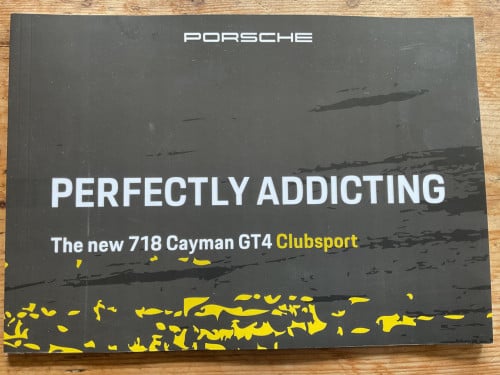 PORSCHE
PERFECTLY ADDICTING
The new 718 Cayman GT4 Clubsport